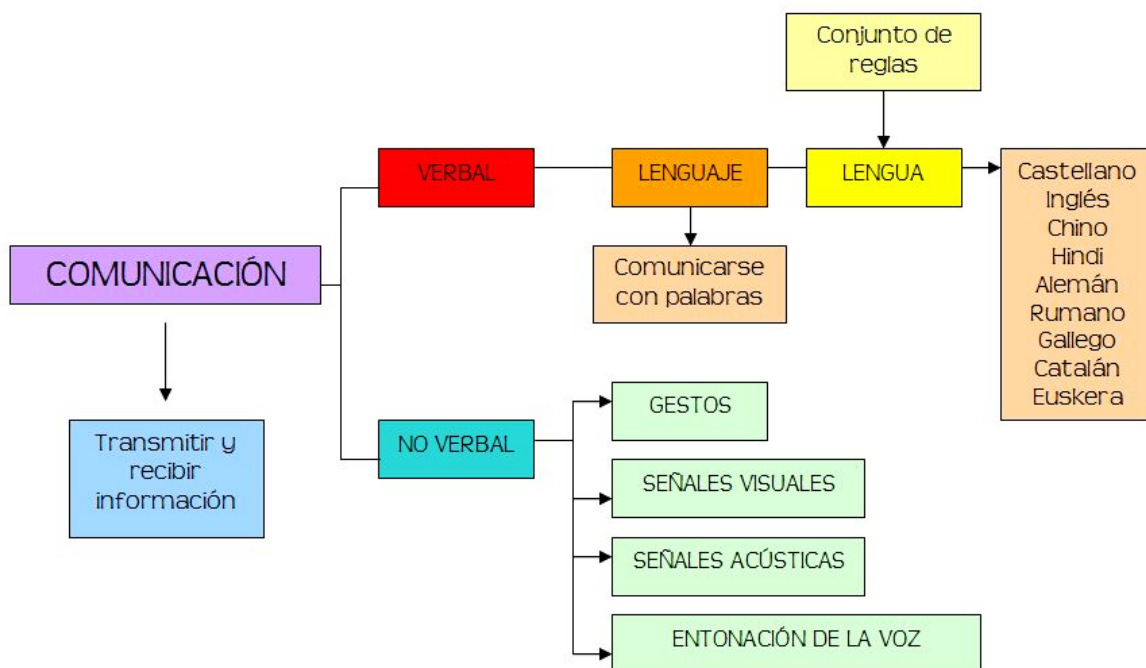 Conjunto de
reglas
VERBAL
LENGUAJE
LENGUA
Castellano
Inglés
Chino
Hindi
Alemán
Rumano
Gallego
Catalán
Euskera
COMUNICACIÓN
Comunicarse
con palabras
Transmitir y
recibir
información
NO VERBAL
GESTOS
SEÑALES VISUALES
SEÑALES ACÚSTICAS
ENTONACIÓN DE LA VOZ